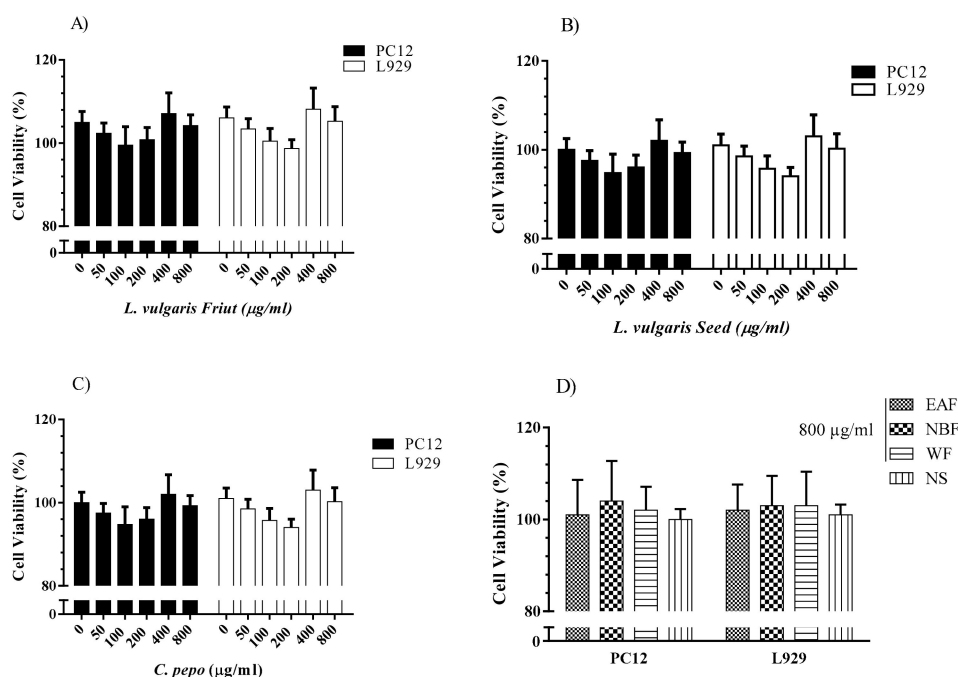 A)
PC12
L929
120
100
80
0
Cell Viability (%)
0 50 100 200 400 800 0 50 100 200 400 800
L. vulgaris Friut (µg/ml)
B)
PC12
L929
120
100
80
0
Cell Viability (%)
0 50 100 200 400 800 0 50 100 200 400 800
L. vulgaris Seed (µg/ml)
C)
PC12
L929
120
100
80
0
Cell Viability (%)
0 50 100 200 400 800 0 50 100 200 400 800
C. pepo (µg/ml)
D)
800 µg/ml
EAF
NBF
WF
NS
120
100
80
0
Cell Viability (%)
PC12 L929